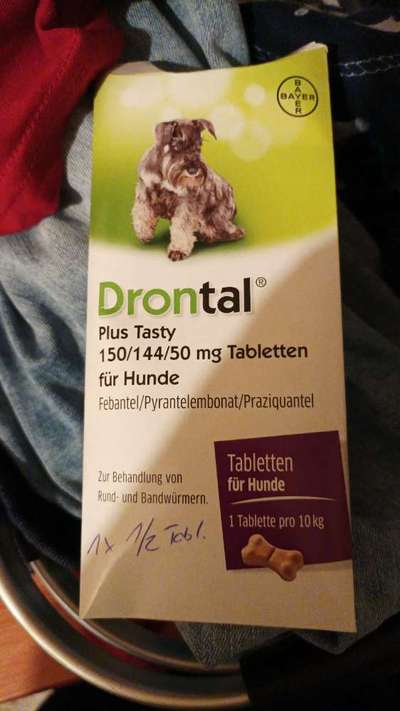 BAYER
BAYER
Drontal®
Plus Tasty
150/144/50 mg Tabletten
für Hunde
Febantel/Pyrantelembonat/Praziquantel
Zur Behandlung von
Rund- und Bandwürmern.
Tabletten
für Hunde
1 Tablette pro 10 kg
1x 1/2 Tabl.